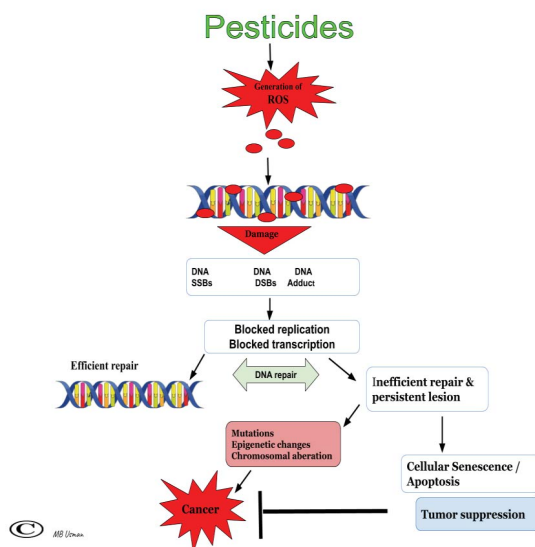 Pesticides
Generation of
ROS
Damage
DNA DNA DNA
SSBs DSBs Adduct
Blocked replication
Blocked transcription
Efficient repair
DNA repair
Inefficient repair &
persistent lesion
Mutations
Epigenetic changes
Chromosomal aberration
Cellular Senescence /
Apoptosis
Cancer
Tumor suppression
© MB Usman